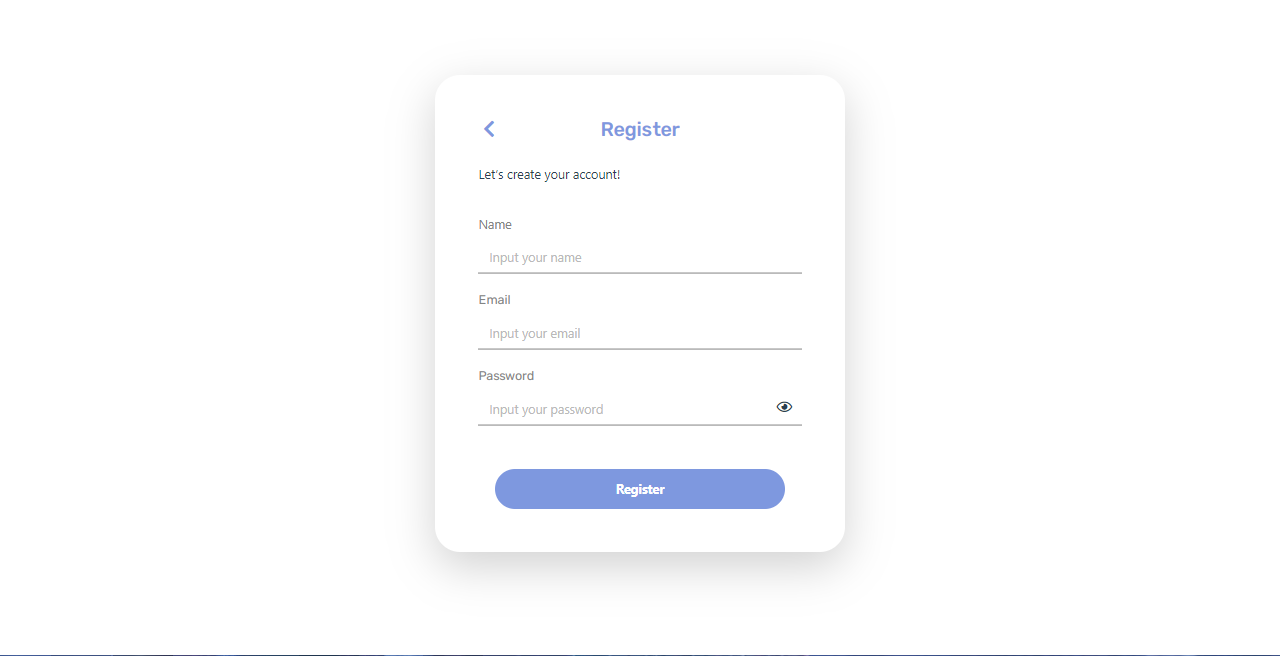 Register
Let's create your account!
Name
Input your name
Email
Input your email
Password
Input your password
Register